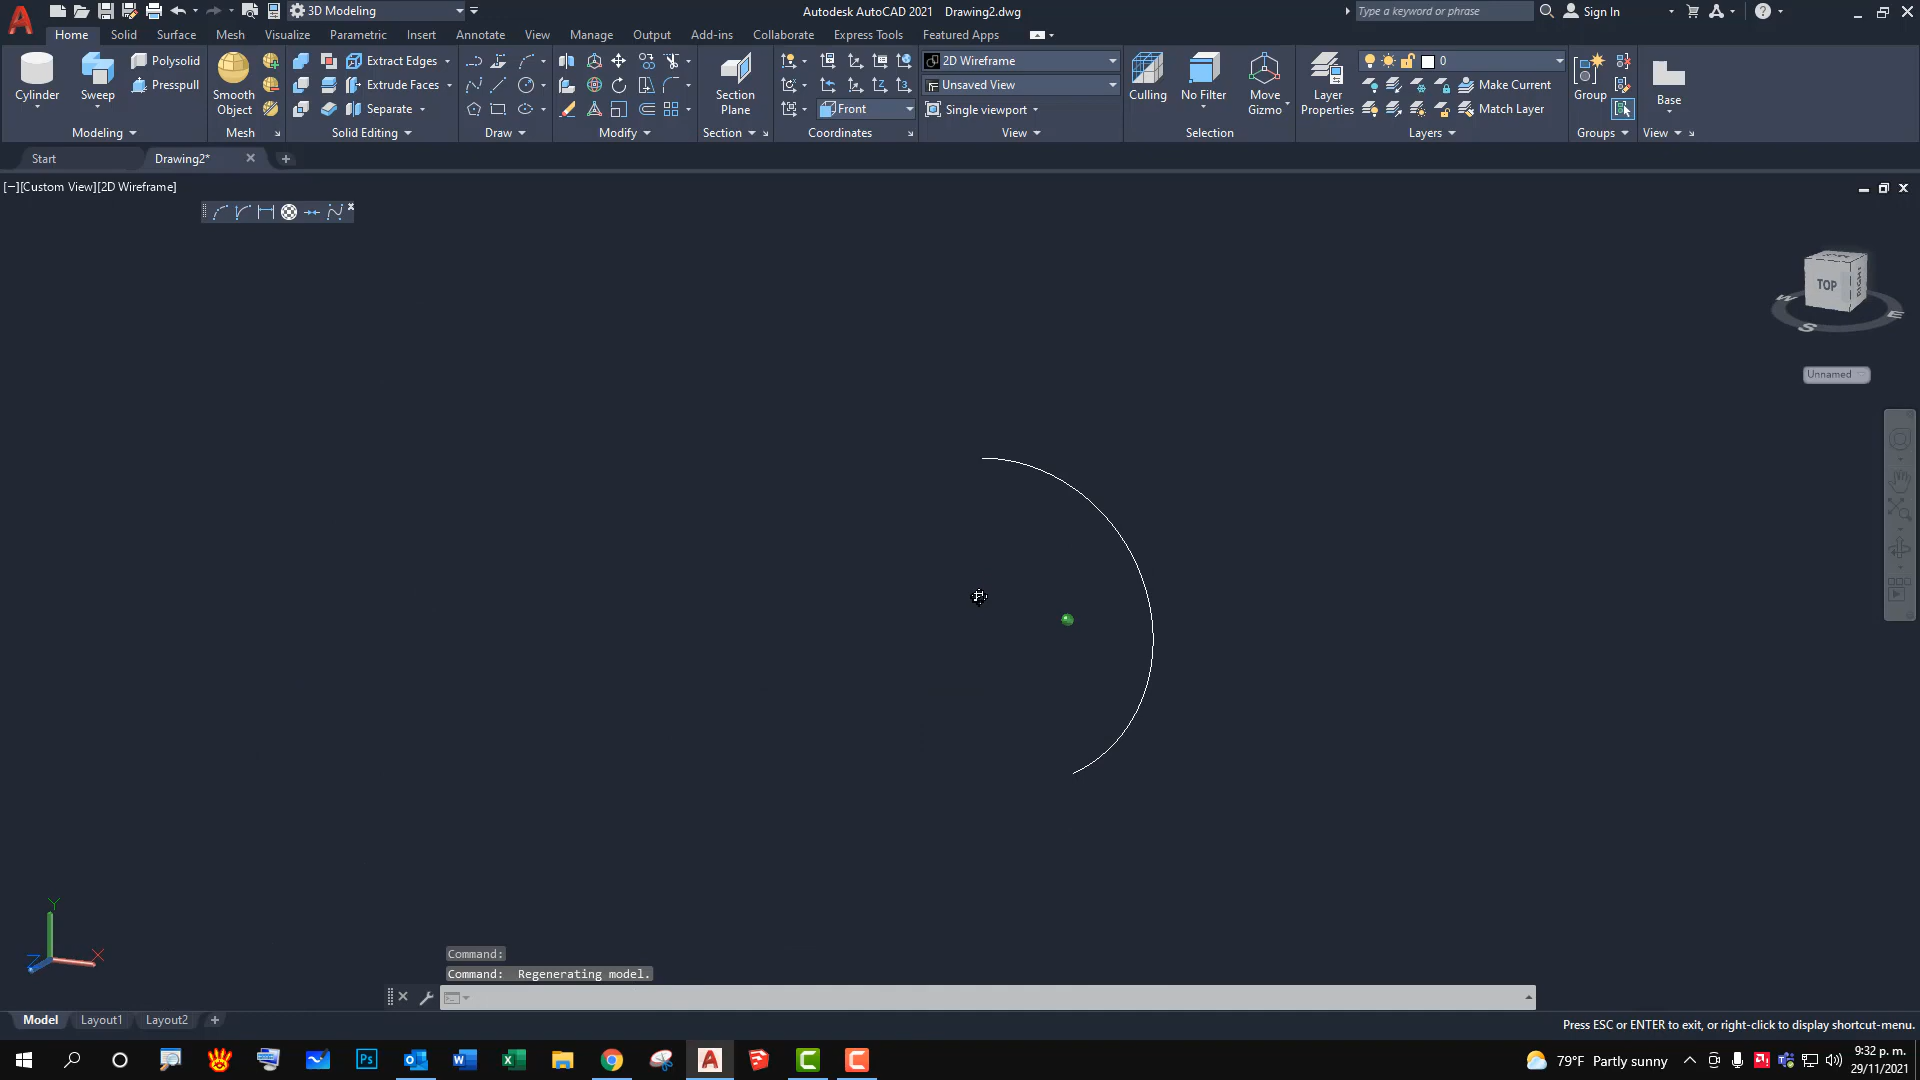 3D Modeling
Autodesk AutoCAD 2021 Drawing2.dwg
Type a keyword or phrase
Sign In
Home Solid Surface Mesh Visualize Parametric Insert Annotate View Manage Output Add-ins Collaborate Express Tools Featured Apps
Cylinder
Sweep
Polysolid
Presspull
Modeling
Smooth
Object
Mesh
Extract Edges
Extrude Faces
Separate
Solid Editing
Draw
Modify
Section
Plane
Section
Front
Coordinates
2D Wireframe
Unsaved View
Single viewport
View
Culling
No Filter
Move
Gizmo
Selection
Layer
Properties
0
Make Current
Match Layer
Layers
Group
Groups
Base
View
Start
Drawing2*
[−][Custom View][2D Wireframe]
TOP
RIGHT
W
S
E
Unnamed
Y
X
Z
Command:
Command: Regenerating model.
Model
Layout1
Layout2
Press ESC or ENTER to exit, or right-click to display shortcut-menu.
79°F Partly sunny
9:32 p. m.
29/11/2021